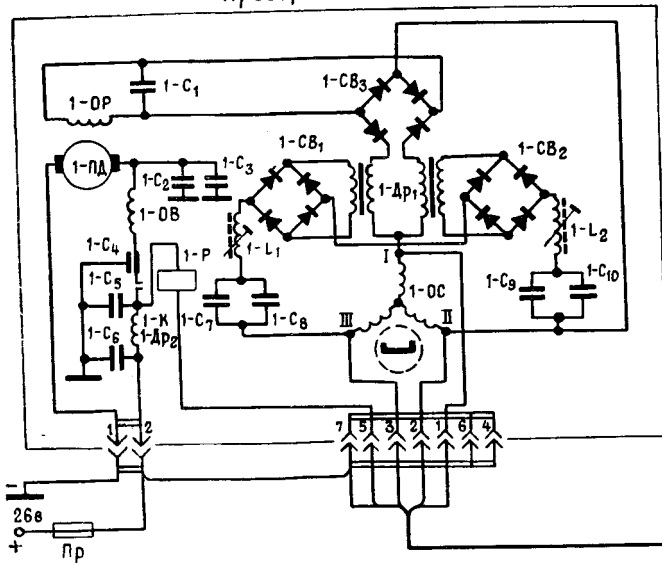 1-СВ₃
1-С₁
1-ОР
1-СВ₁
1-СВ₂
1-ПД
1-С₂
1-С₃
1-Др₁
1-ОВ
1-С₄
1-Р
1-L₁
1-L₂
I
1-С₅
1-ОС
1-С₉
1-С₁₀
1-К
1-Др₂
1-С₇
1-С₈
III
II
1-С₆
1 2
7 5 3 2 1 6 4
-
26в
+
Пр